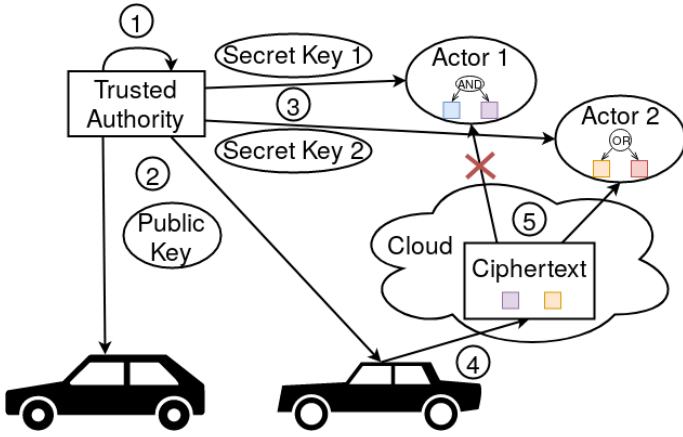 1
Secret Key 1
Actor 1
AND
Trusted
Authority
3
Actor 2
OR
Secret Key 2
2
Public
Key
5
Cloud
Ciphertext
4